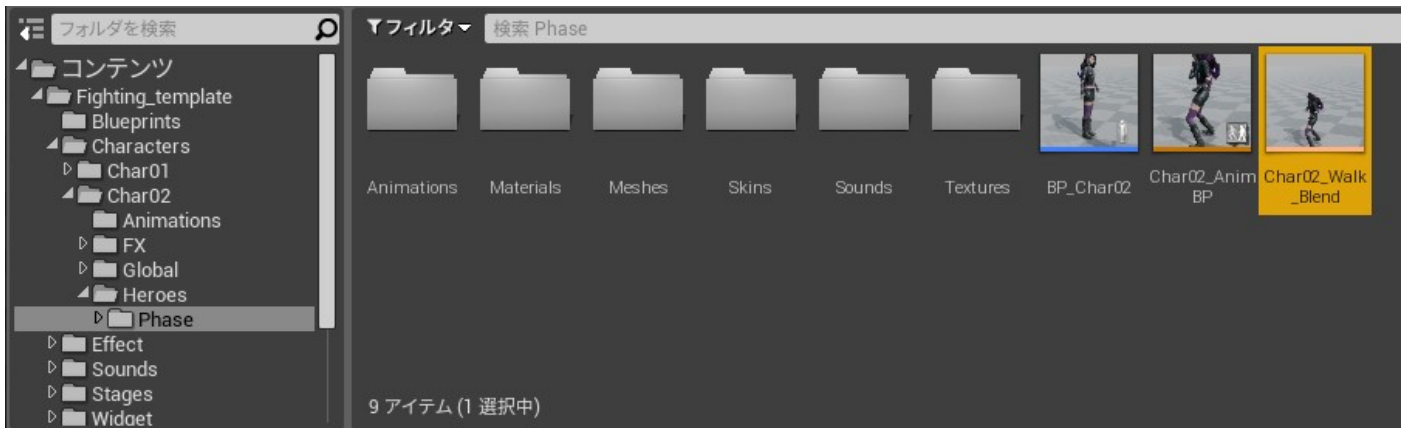 フォルダを検索
コンテンツ
Fighting_template
Blueprints
Characters
Char01
Char02
Animations
FX
Global
Heroes
Phase
Effect
Sounds
Stages
Widget
フィルタ
検索 Phase
Animations
Materials
Meshes
Skins
Sounds
Textures
BP_Char02
Char02_Anim
BP
Char02_Walk
_Blend
9 アイテム (1 選択中)